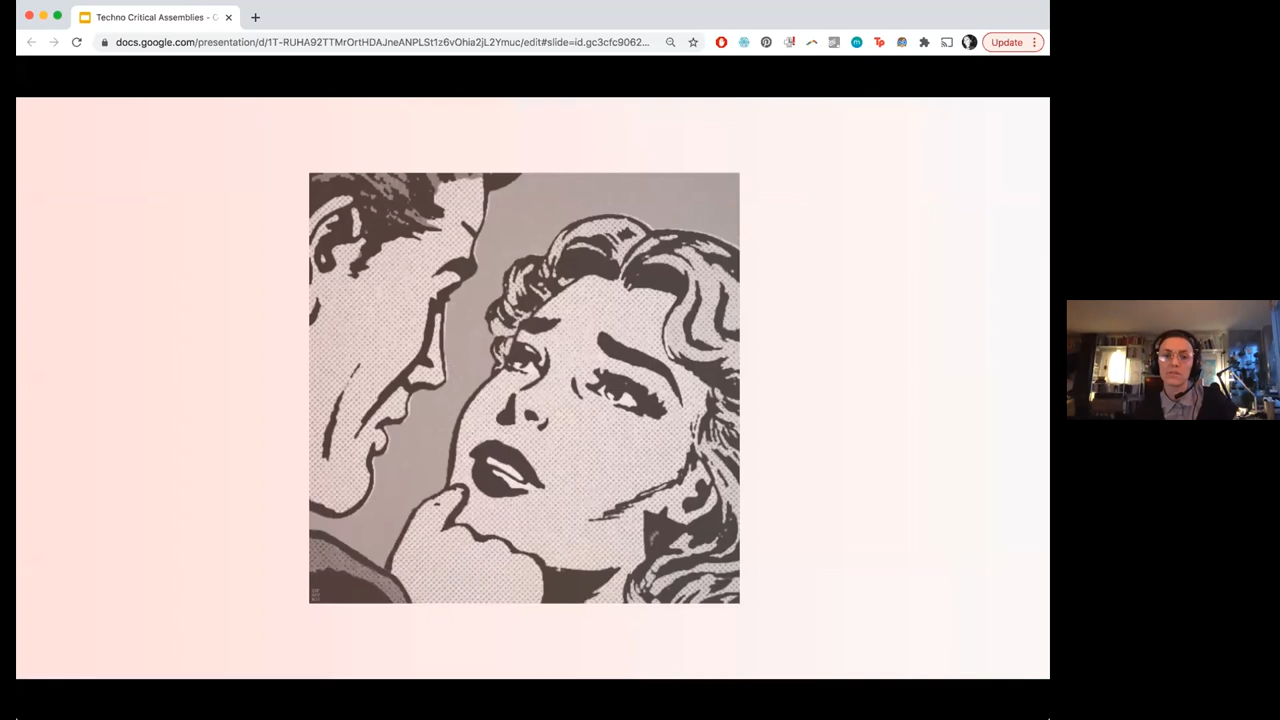 Techno Critical Assemblies - C
docs.google.com/presentation/d/1T-RUHA92TTMrOrtHDAJneANPLSt1z6vOhia2jL2Ymuc/edit#slide=id.gc3cfc9062...
Update